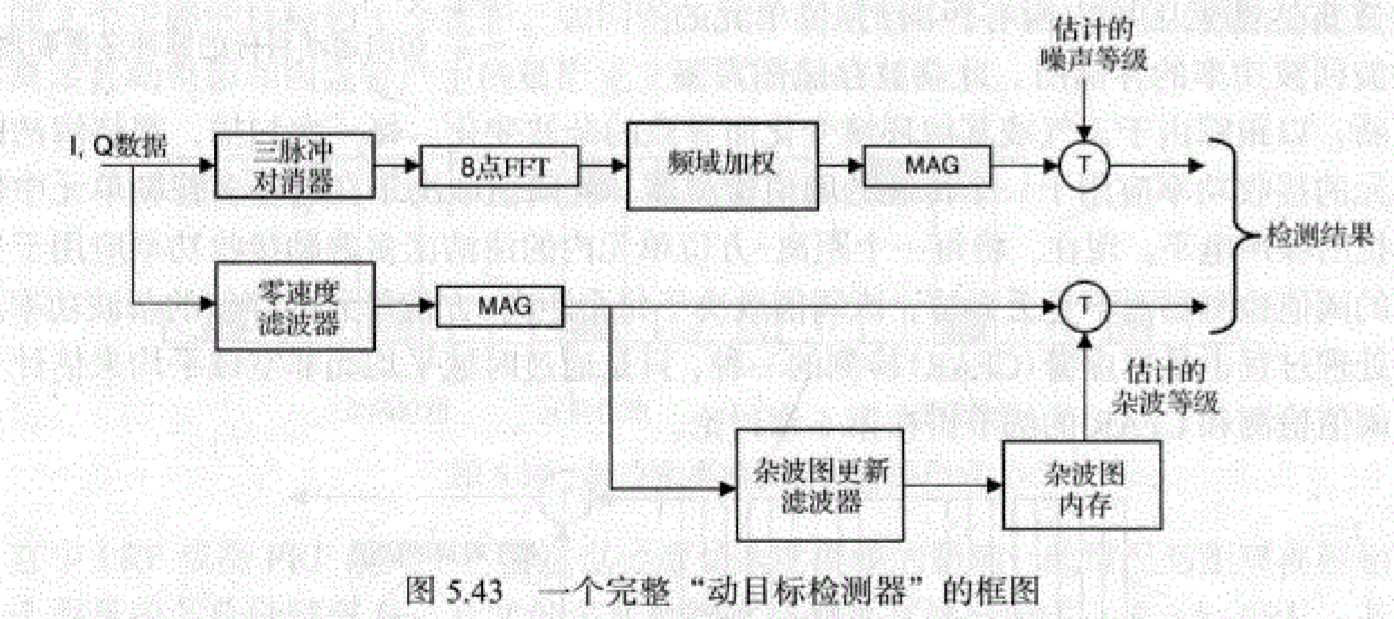 估计的
噪声等级
I, Q数据
三脉冲
对消器
8点FFT
频域加权
MAG
T
检测结果
零速度
滤波器
MAG
T
估计的
杂波等级
杂波图更新
滤波器
杂波图
内存
图 5.43 一个完整“动目标检测器”的框图